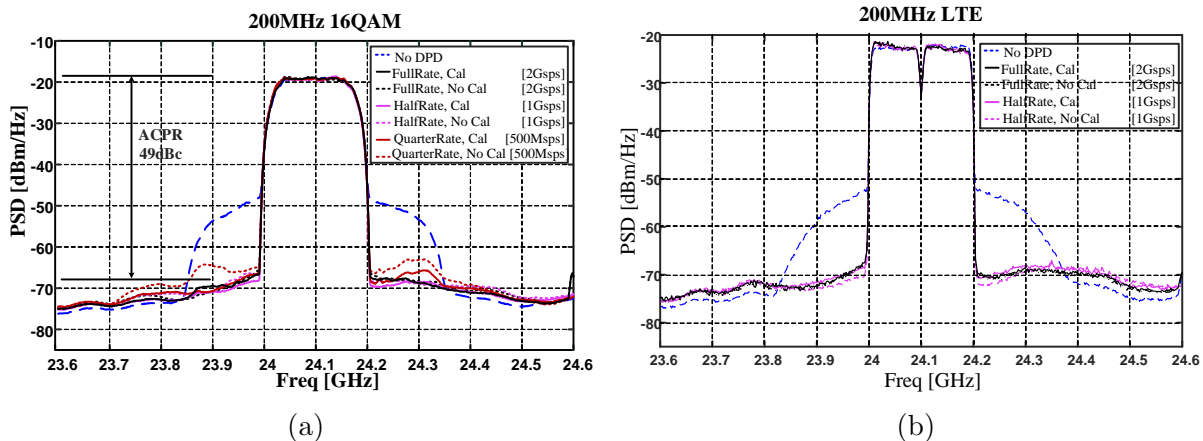 200MHz 16QAM
PSD [dBm/Hz]
-10
-20
-30
-40
-50
-60
-70
-80
ACPR
49dBc
No DPD
FullRate, Cal [2Gsps]
FullRate, No Cal [2Gsps]
HalfRate, Cal [1Gsps]
HalfRate, No Cal [1Gsps]
QuarterRate, Cal [500Msps]
QuarterRate, No Cal [500Msps
23.6 23.7 23.8 23.9 24 24.1 24.2 24.3 24.4 24.5 24.6
Freq [GHz]
(a)
200MHz LTE
PSD [dBm/Hz]
-20
-30
-40
-50
-60
-70
-80
No DPD
FullRate, Cal [2Gsps]
FullRate, No Cal [2Gsps]
HalfRate, Cal [1Gsps]
HalfRate, No Cal [1Gsps]
23.6 23.7 23.8 23.9 24 24.1 24.2 24.3 24.4 24.5 24.6
Freq [GHz]
(b)